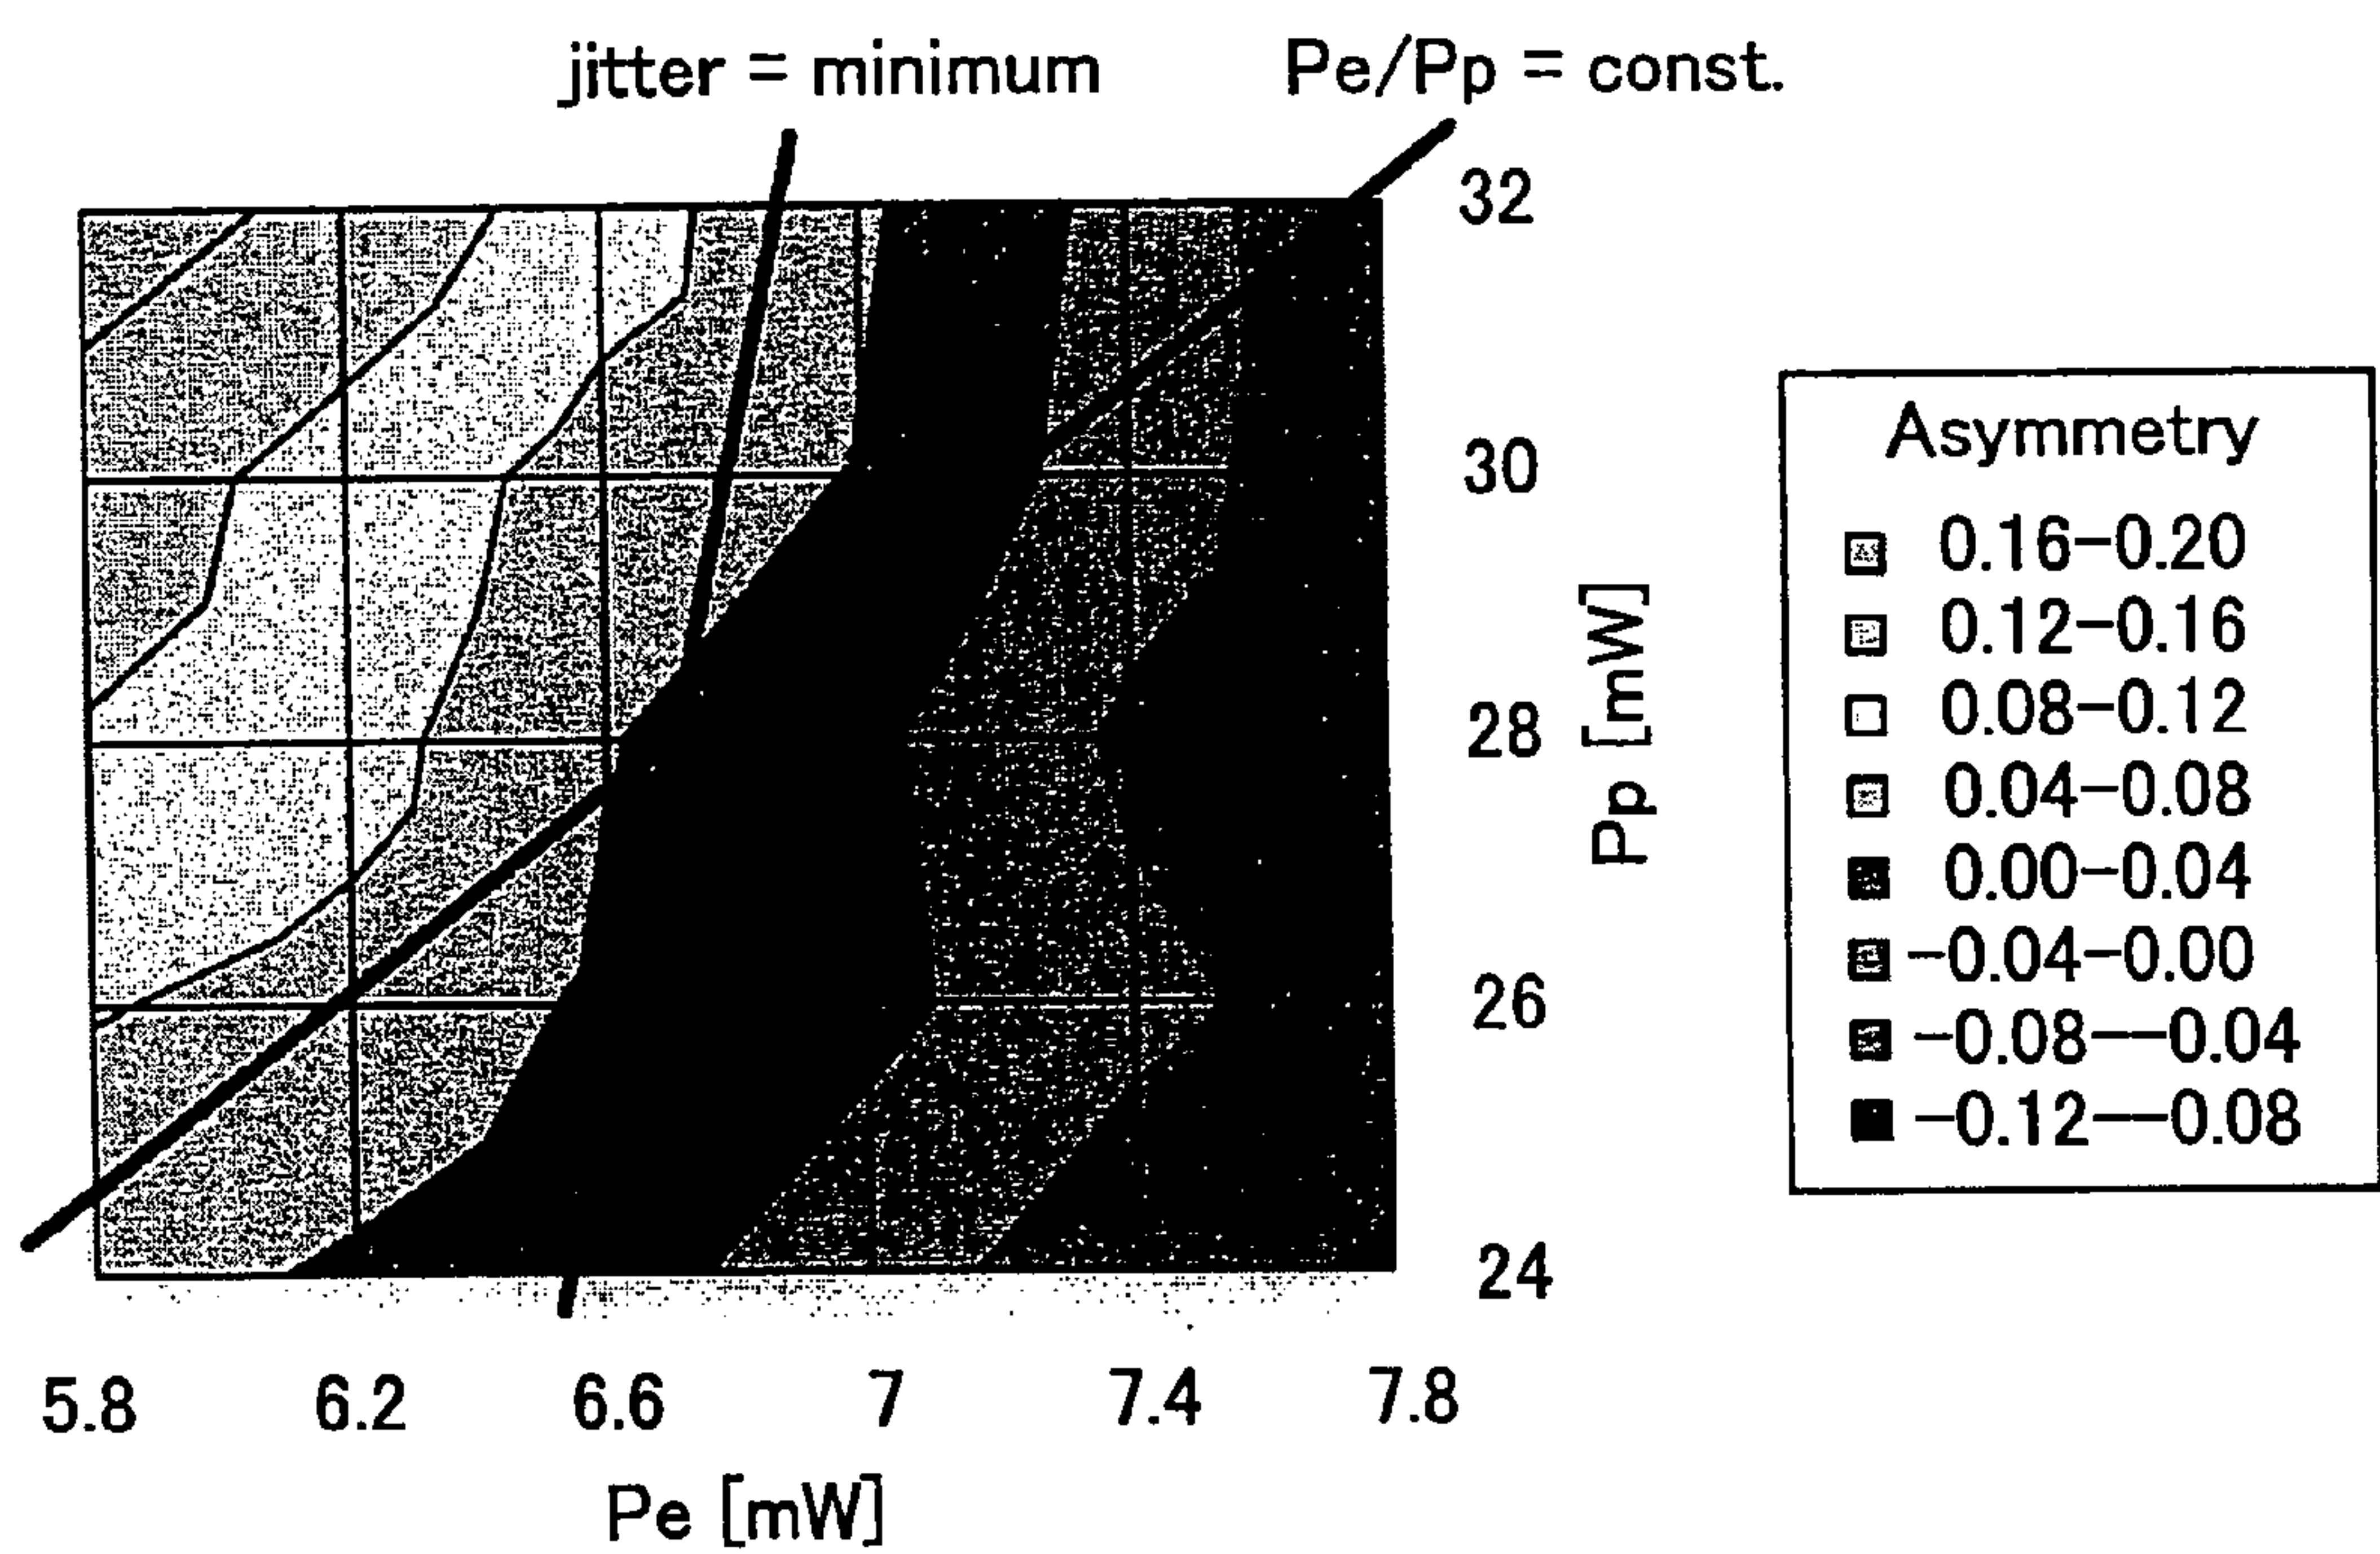 jitter = minimum
Pe/Pp = const.
32
30
28
26
24
Pp [mW]
5.8 6.2 6.6 7 7.4 7.8
Pe [mW]
Asymmetry
0.16-0.20
0.12-0.16
0.08-0.12
0.04-0.08
0.00-0.04
-0.04-0.00
-0.08--0.04
-0.12--0.08